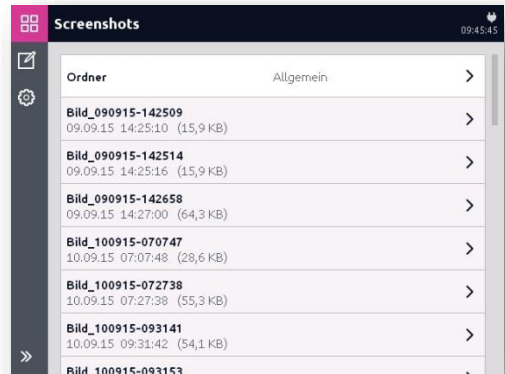 Screenshots
09:45:45
Ordner Allgemein
Bild_090915-142509
09.09.15 14:25:10 (15,9 KB)
Bild_090915-142514
09.09.15 14:25:16 (15,9 KB)
Bild_090915-142658
09.09.15 14:27:00 (64,3 KB)
Bild_100915-070747
10.09.15 07:07:48 (28,6 KB)
Bild_100915-072738
10.09.15 07:27:38 (55,3 KB)
Bild_100915-093141
10.09.15 09:31:42 (54,1 KB)
Bild_100915-093153